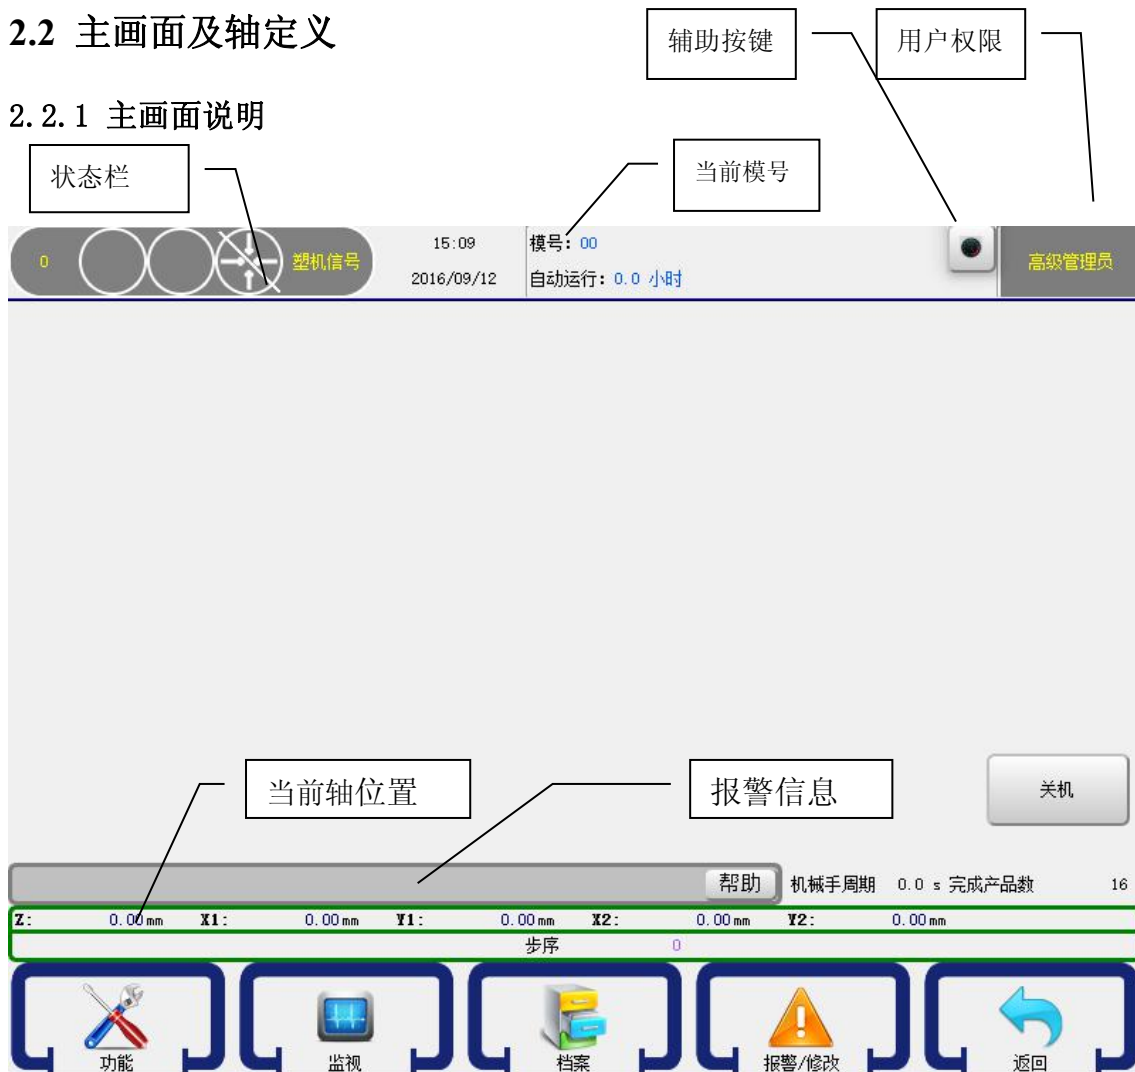 2.2 主画面及轴定义
辅助按键
用户权限
2.2.1 主画面说明
状态栏
当前模号
0
塑机信号
15:09
2016/09/12
模号: 00
自动运行: 0.0 小时
高级管理员
当前轴位置
报警信息
关机
帮助
机械手周期 0.0 s 完成产品数 16
Z: 0.00mm X1: 0.00mm Y1: 0.00mm X2: 0.00mm Y2: 0.00mm
步序 0
功能
监视
档案
报警/修改
返回